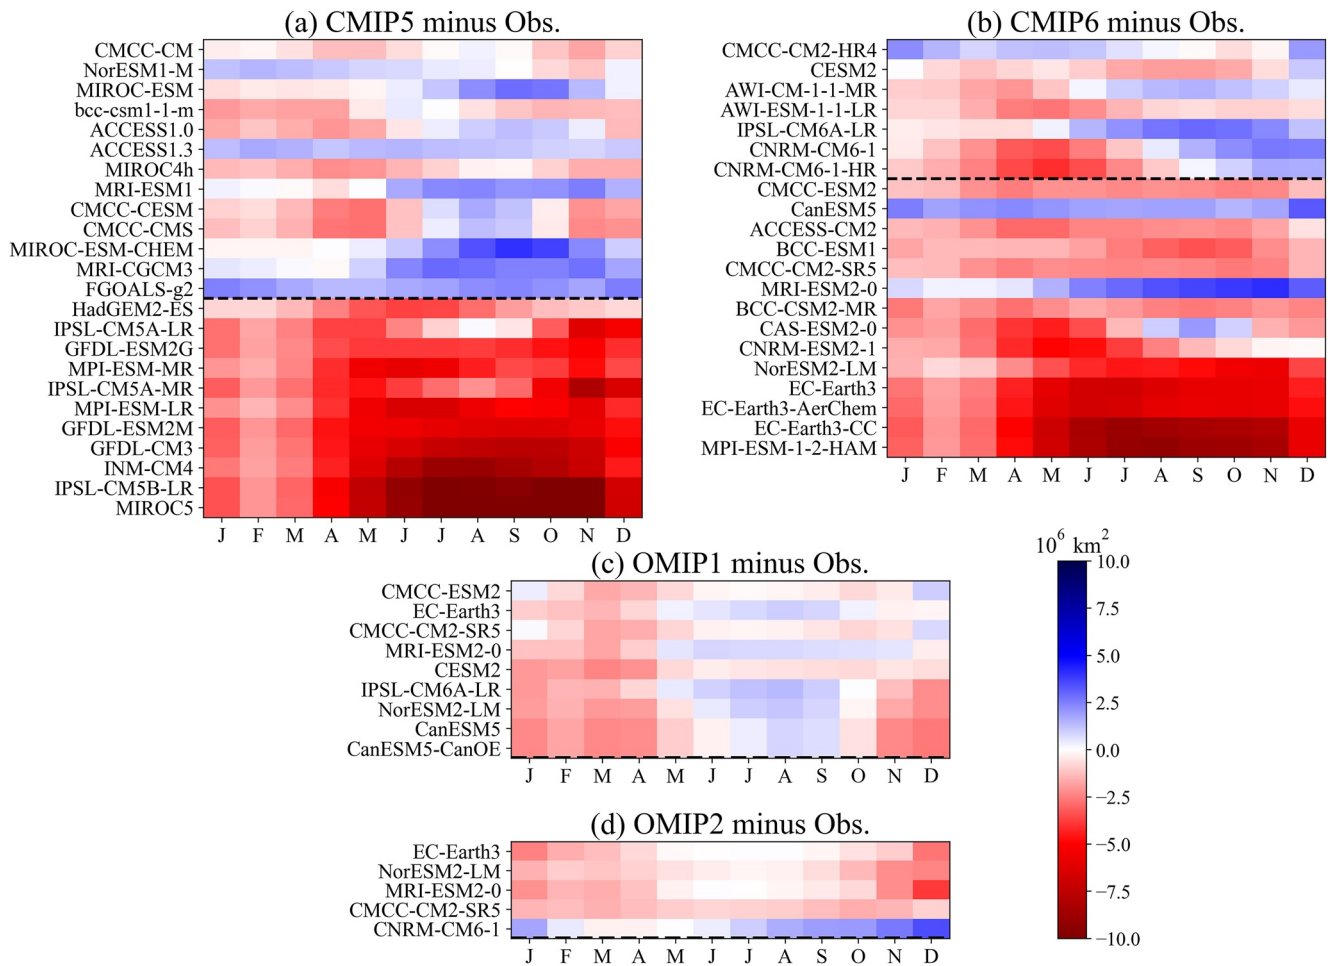 (a) CMIP5 minus Obs.
CMCC-CM
NorESM1-M
MIROC-ESM
bcc-csm1-1-m
ACCESS1.0
ACCESS1.3
MIROC4h
MRI-ESM1
CMCC-CESM
CMCC-CMS
MIROC-ESM-CHEM
MRI-CGCM3
FGOALS-g2
HadGEM2-ES
IPSL-CM5A-LR
GFDL-ESM2G
MPI-ESM-MR
IPSL-CM5A-MR
MPI-ESM-LR
GFDL-ESM2M
GFDL-CM3
INM-CM4
IPSL-CM5B-LR
MIROC5
J F M A M J J A S O N D
(b) CMIP6 minus Obs.
CMCC-CM2-HR4
CESM2
AWI-CM-1-1-MR
AWI-ESM-1-1-LR
IPSL-CM6A-LR
CNRM-CM6-1
CNRM-CM6-1-HR
CMCC-ESM2
CanESM5
ACCESS-CM2
BCC-ESM1
CMCC-CM2-SR5
MRI-ESM2-0
BCC-CSM2-MR
CAS-ESM2-0
CNRM-ESM2-1
NorESM2-LM
EC-Earth3
EC-Earth3-AerChem
EC-Earth3-CC
MPI-ESM-1-2-HAM
J F M A M J J A S O N D
(c) OMIP1 minus Obs.
CMCC-ESM2
EC-Earth3
CMCC-CM2-SR5
MRI-ESM2-0
CESM2
IPSL-CM6A-LR
NorESM2-LM
CanESM5
CanESM5-CanOE
J F M A M J J A S O N D
(d) OMIP2 minus Obs.
EC-Earth3
NorESM2-LM
MRI-ESM2-0
CMCC-CM2-SR5
CNRM-CM6-1
J F M A M J J A S O N D
10⁶ km²
10.0
7.5
5.0
2.5
0.0
−2.5
−5.0
−7.5
−10.0